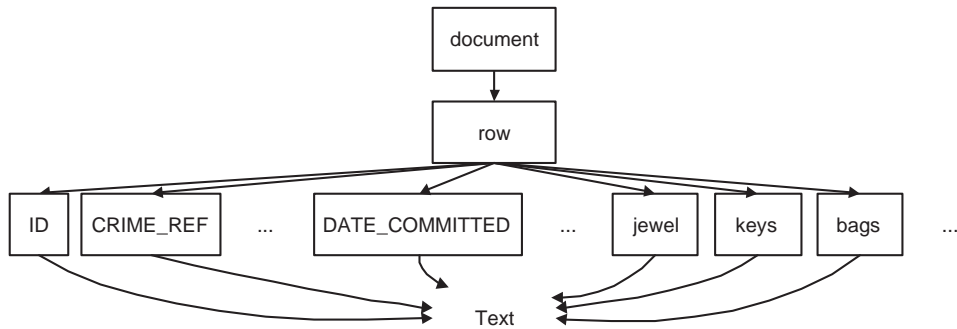 document
row
ID CRIME_REF ... DATE_COMMITTED ... jewel keys bags ...
Text